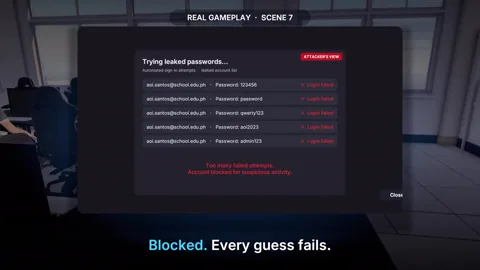 REAL GAMEPLAY · SCENE 7
ATTACKER'S VIEW
Trying leaked passwords...
Automated sign-in attempts · leaked account list
aoi.santos@school.edu.ph · Password: 123456 × Login failed
aoi.santos@school.edu.ph · Password: password × Login failed
aoi.santos@school.edu.ph · Password: qwerty123 × Login failed
aoi.santos@school.edu.ph · Password: aoi2023 × Login failed
aoi.santos@school.edu.ph · Password: admin123 × Login failed
Too many failed attempts.
Account blocked for suspicious activity.
Close
Blocked. Every guess fails.